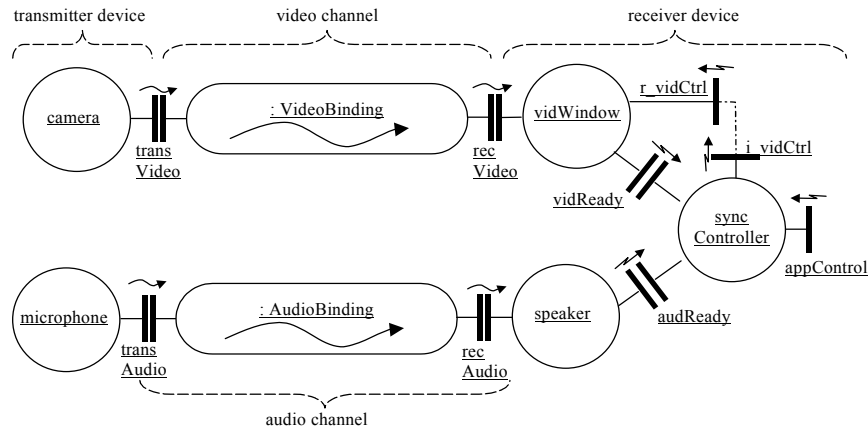 transmitter device
video channel
receiver device
r_vidCtrl
camera
: VideoBinding
vidWindow
trans
Video
rec
Video
i_vidCtrl
vidReady
sync
Controller
appControl
microphone
: AudioBinding
speaker
audReady
trans
Audio
rec
Audio
audio channel